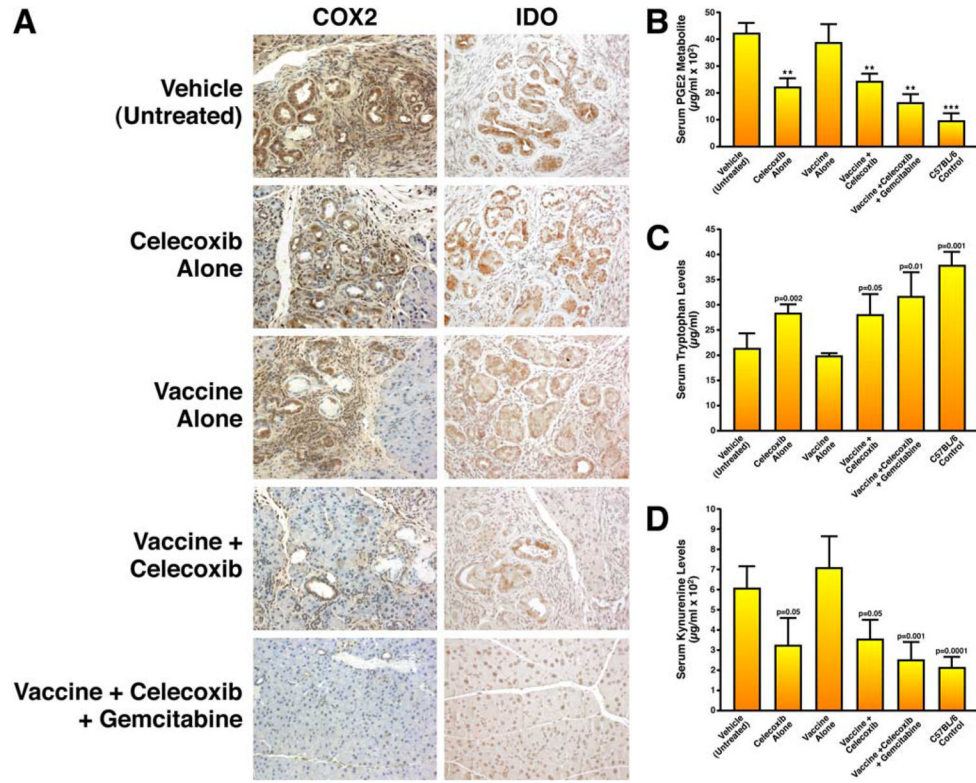 A
COX2
IDO
Vehicle
(Untreated)
Celecoxib
Alone
Vaccine
Alone
Vaccine +
Celecoxib
Vaccine + Celecoxib
+ Gemcitabine
B
Serum PGE2 Metabolite
(µg/ml x 10²)
50
40
30
20
10
0
**
**
**
***
Vehicle
(Untreated)
Celecoxib
Alone
Vaccine
Alone
Vaccine +
Celecoxib
Vaccine +Celecoxib
+ Gemcitabine
C57BL/6
Control
C
Serum Tryptophan Levels
(µg/ml)
45
40
35
30
25
20
15
10
5
0
p=0.002
p=0.05
p=0.01
p=0.001
Vehicle
(Untreated)
Celecoxib
Alone
Vaccine
Alone
Vaccine +
Celecoxib
Vaccine +Celecoxib
+ Gemcitabine
C57BL/6
Control
D
Serum Kynurenine Levels
(µg/ml x 10²)
10
9
8
7
6
5
4
3
2
1
0
p=0.05
p=0.05
p=0.001
p=0.0001
Vehicle
(Untreated)
Celecoxib
Alone
Vaccine
Alone
Vaccine +
Celecoxib
Vaccine +Celecoxib
+ Gemcitabine
C57BL/6
Control